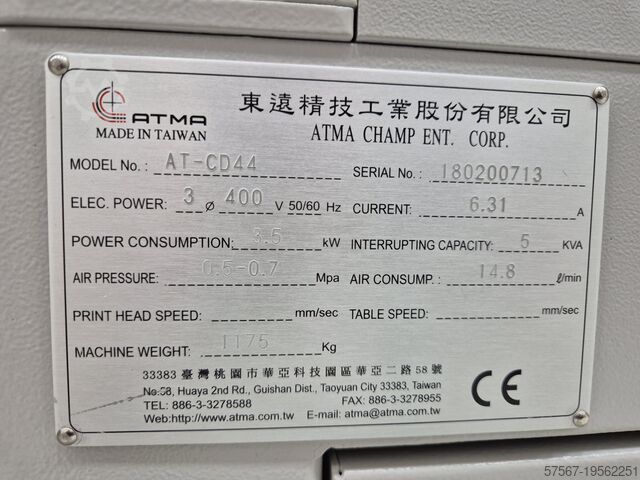 ATMA
東遠精技工業股份有限公司
MADE IN TAIWAN
ATMA CHAMP ENT. CORP.
MODEL No. : AT-CD44
SERIAL No. : 180200713
ELEC. POWER: 3 ø 400 V 50/60 Hz
CURRENT: 6.31 A
POWER CONSUMPTION: 3.5 kW
INTERRUPTING CAPACITY: 5 KVA
AIR PRESSURE: 0.5-0.7 Mpa
AIR CONSUMP. : 14.8 ℓ/min
PRINT HEAD SPEED: mm/sec
TABLE SPEED: mm/sec
MACHINE WEIGHT: 1175 Kg
33383 臺灣桃園市華亞科技園區華亞二路58號
No.58, Huaya 2nd Rd., Guishan Dist., Taoyuan City 33383, Taiwan
TEL: 886-3-3278588 FAX: 886-3-3278955
Web:http://www.atma.com.tw E-mail: atma@atma.com.tw
CE
57567-19562251